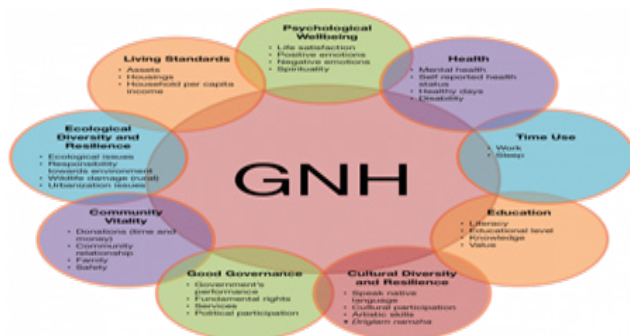 Psychological
Wellbeing
• Life satisfaction
• Positive emotions
• Negative emotions
• Spirituality
Health
• Mental health
• Self reported health
status
• Healthy days
• Disability
Time Use
• Work
• Sleep
Education
• Literacy
• Educational level
• Knowledge
• Value
Cultural Diversity
and Resilience
• Speak native
language
• Cultural participation
• Artistic skills
• Driglam namzha
Good Governance
• Government's
performance
• Fundamental rights
• Services
• Political participation
Community
Vitality
• Donations (time and
money)
• Community
relationship
• Family
• Safety
Ecological
Diversity and
Resilience
• Ecological issues
• Responsibility
towards environment
• Wildlife damage (rural)
• Urbanization issues
Living Standards
• Assets
• Housings
• Household per capita
income
GNH